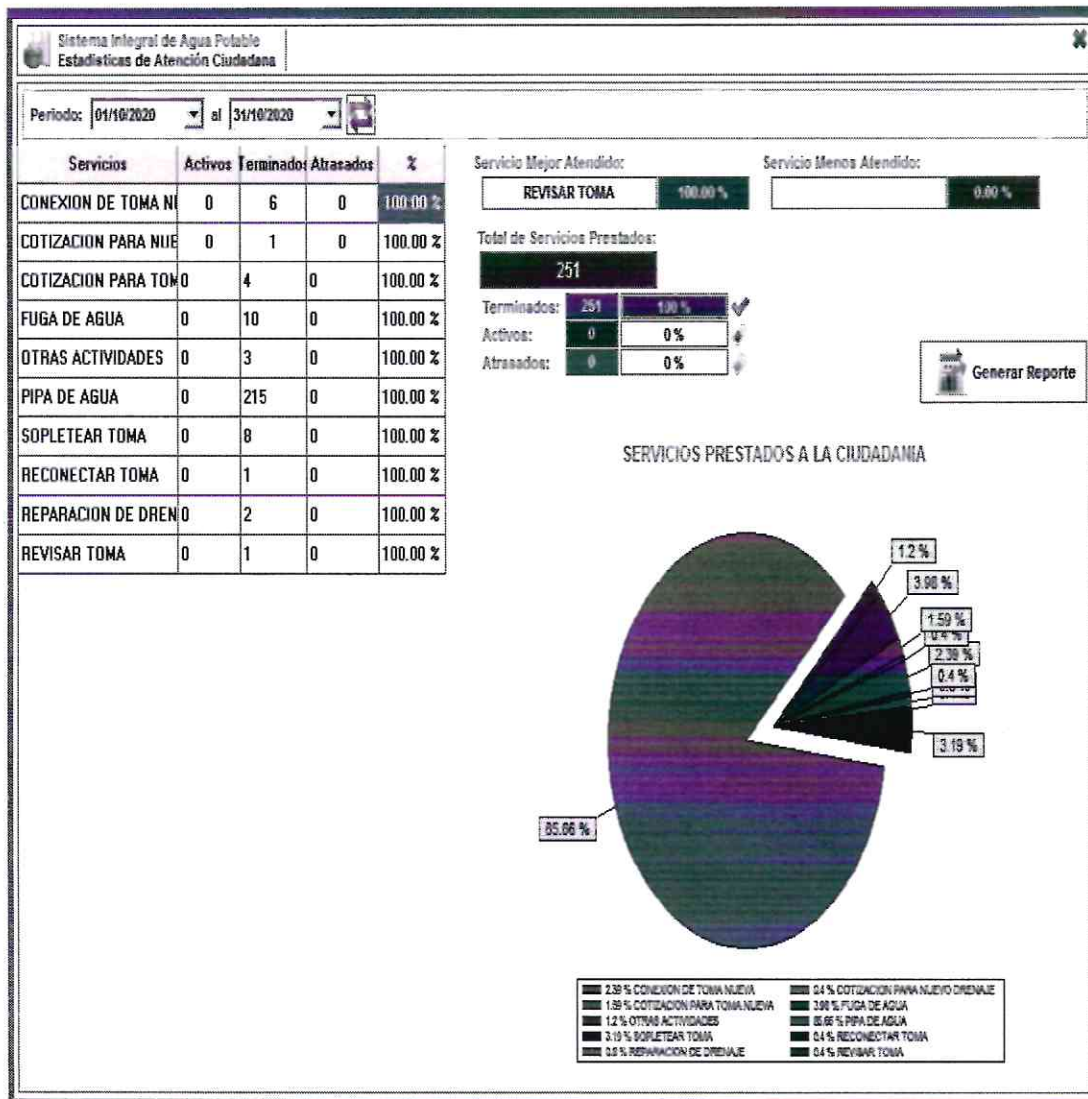 Sistema Integral de Agua Potable
Estadísticas de Atención Ciudadana
Periodo: 01/10/2020 al 31/10/2020
Servicios Activos Terminados Atrasados %
CONEXION DE TOMA NU 0 6 0 100.00 %
COTIZACION PARA NUE 0 1 0 100.00 %
COTIZACION PARA TOM 0 4 0 100.00 %
FUGA DE AGUA 0 10 0 100.00 %
OTRAS ACTIVIDADES 0 3 0 100.00 %
PIPA DE AGUA 0 215 0 100.00 %
SOPLETEAR TOMA 0 8 0 100.00 %
RECONECTAR TOMA 0 1 0 100.00 %
REPARACION DE DREN 0 2 0 100.00 %
REVISAR TOMA 0 1 0 100.00 %
Servicio Mejor Atendido: Servicio Menos Atendido:
REVISAR TOMA 100.00 % 0.00 %
Total de Servicios Prestados:
251
Terminados: 251 100 %
Activos: 0 0 %
Atrasados: 0 0 %
Generar Reporte
SERVICIOS PRESTADOS A LA CIUDADANIA
1.2 %
3.98 %
1.59 %
0.4 %
2.39 %
0.4 %
3.19 %
85.66 %
2.39 % CONEXION DE TOMA NUEVA 0.4 % COTIZACION PARA NUEVO DRENAJE
1.59 % COTIZACION PARA TOMA NUEVA 3.98 % FUGA DE AGUA
1.2 % OTRAS ACTIVIDADES 85.66 % PIPA DE AGUA
3.19 % SOPLETEAR TOMA 0.4 % RECONECTAR TOMA
0.8 % REPARACION DE DRENAJE 0.4 % REVISAR TOMA